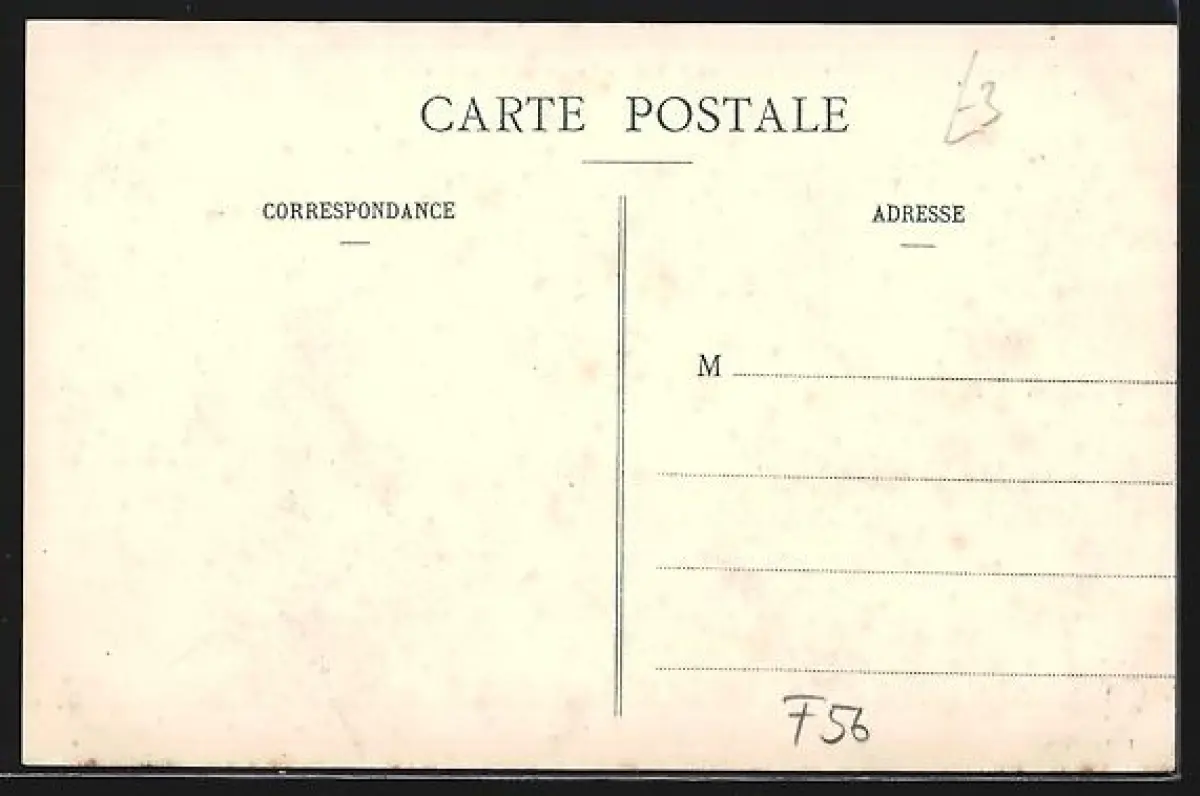 CARTE POSTALE
CORRESPONDANCE
ADRESSE
M
F56